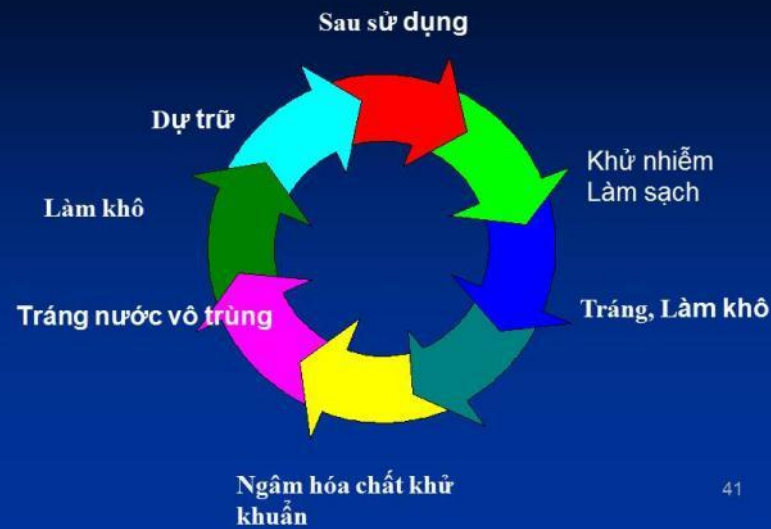 Sau sử dụng
Dự trữ
Khử nhiễm
Làm sạch
Làm khô
Tráng nước vô trùng
Tráng, Làm khô
Ngâm hóa chất khử
khuẩn
41